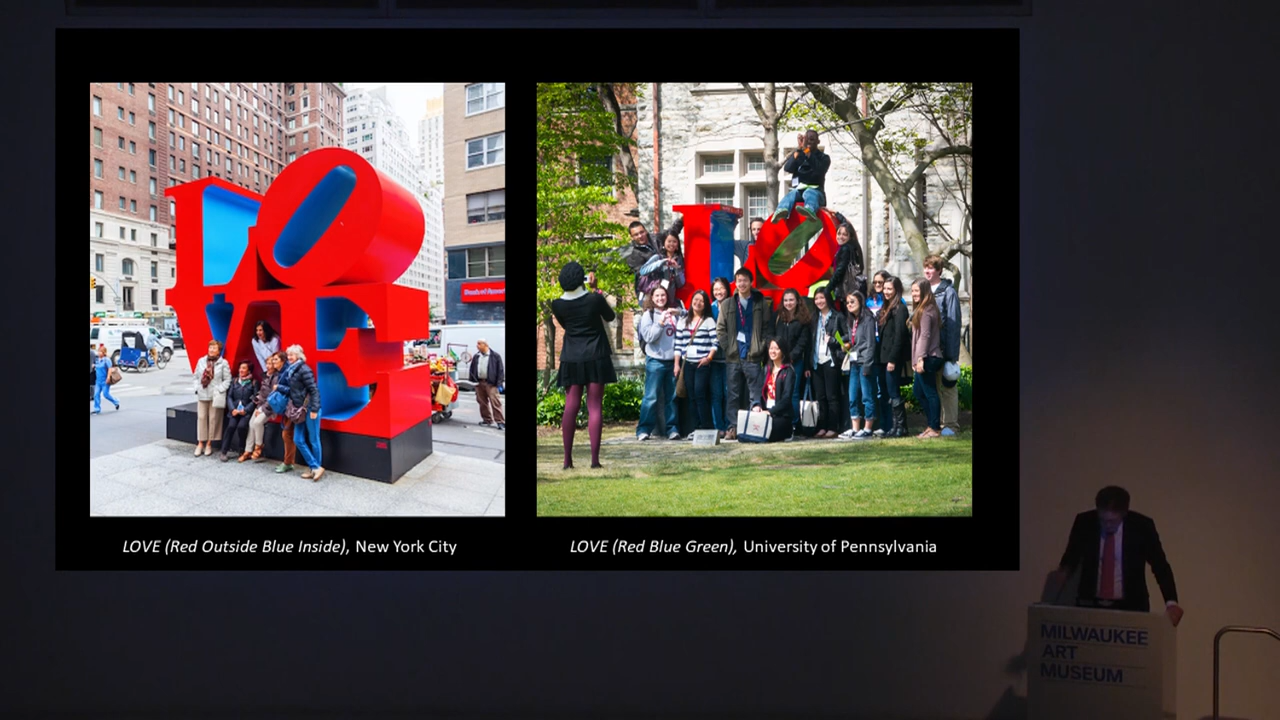 LOVE
LO
LOVE (Red Outside Blue Inside), New York City
LOVE (Red Blue Green), University of Pennsylvania
MILWAUKEE
ART
MUSEUM